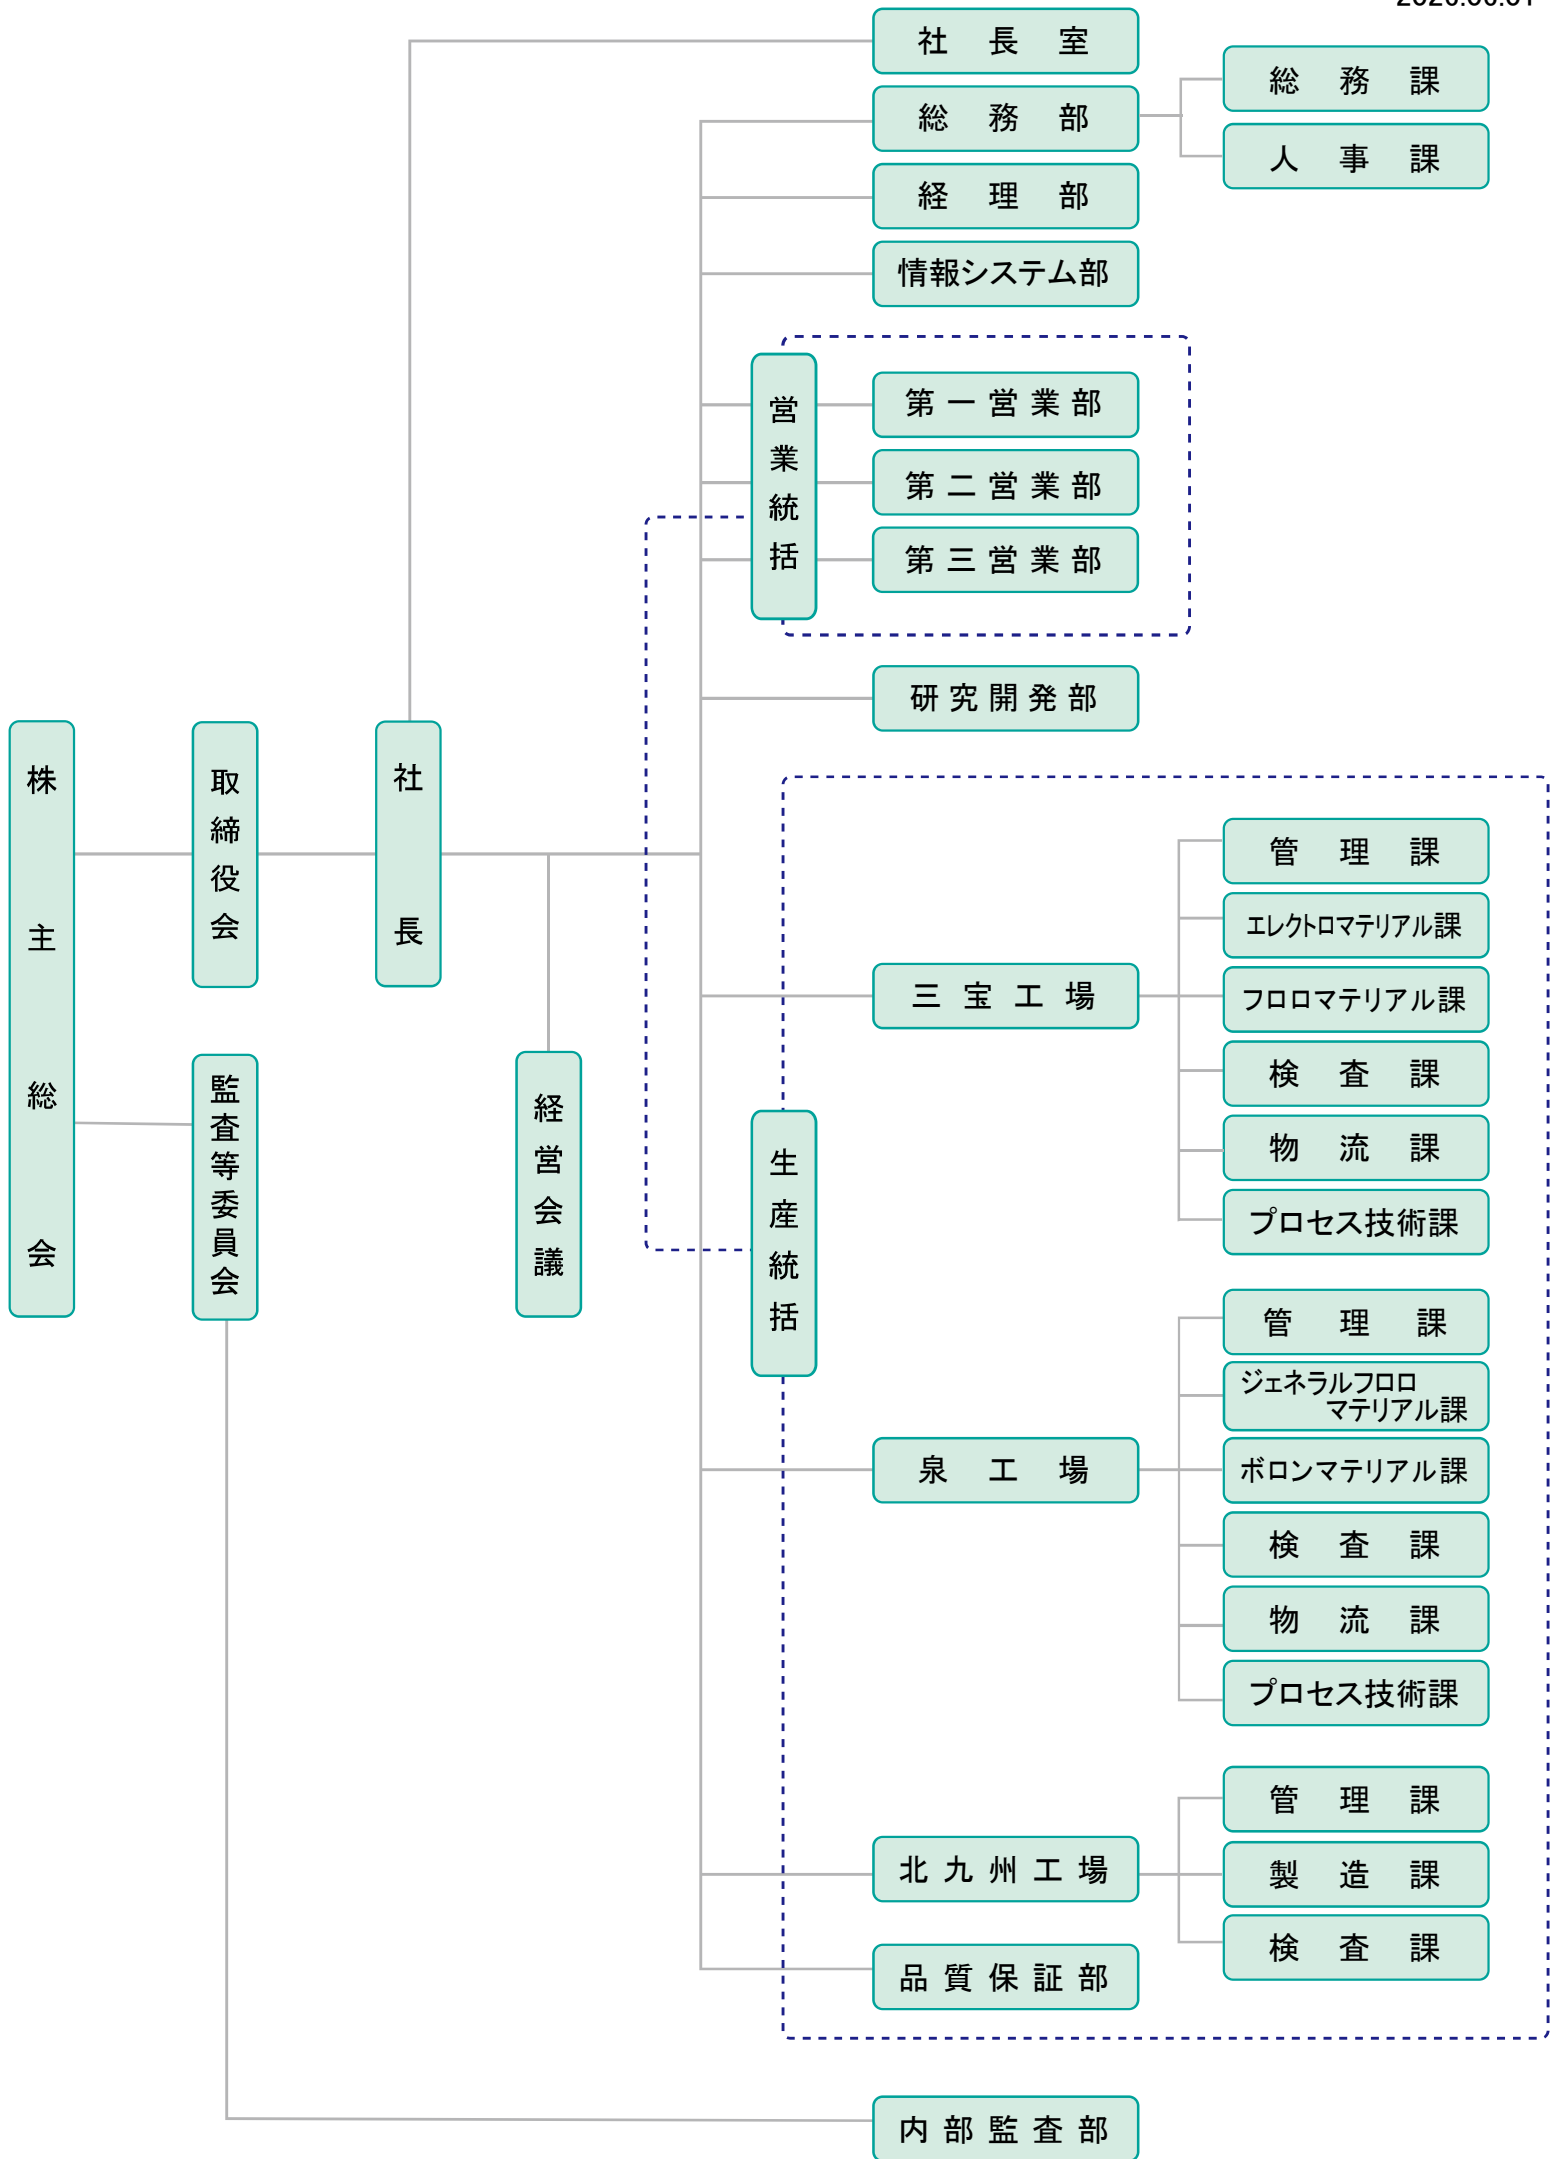 社長室
総務部
総務課
人事課
経理部
情報システム部
営業統括
第一営業部
第二営業部
第三営業部
研究開発部
株主総会
取締役会
社長
監査等委員会
経営会議
生産統括
三宝工場
管理課
エレクトロマテリアル課
フロロマテリアル課
検査課
物流課
プロセス技術課
泉工場
管理課
ジェネラルフロロ
マテリアル課
ボロンマテリアル課
検査課
物流課
プロセス技術課
北九州工場
管理課
製造課
検査課
品質保証部
内部監査部